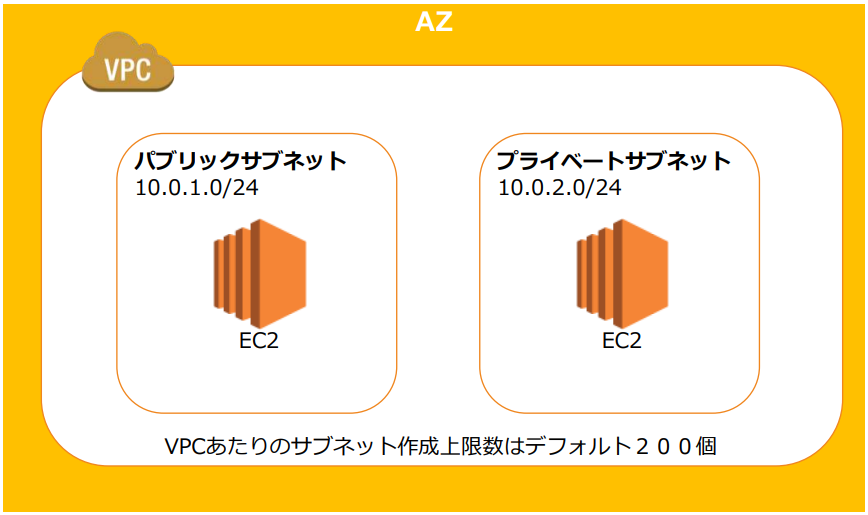 AZ
VPC
パブリックサブネット
10.0.1.0/24
EC2
プライベートサブネット
10.0.2.0/24
EC2
VPCあたりのサブネット作成上限数はデフォルト２００個